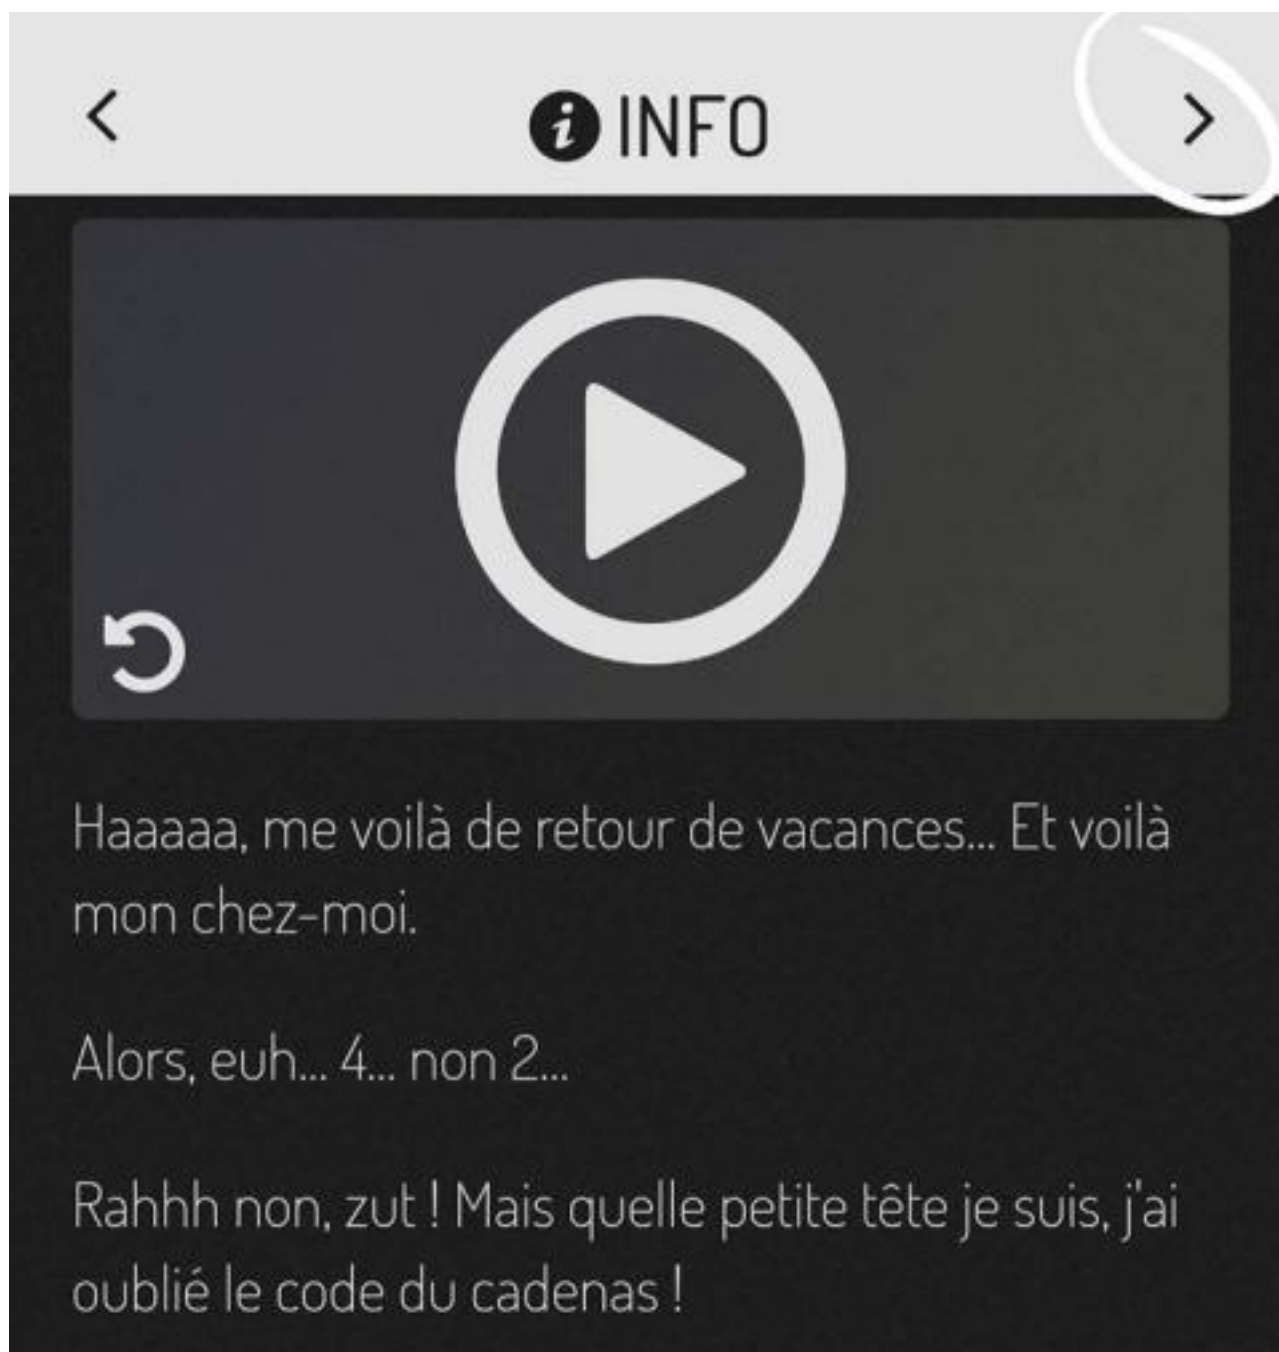 INFO
Haaaaa, me voilà de retour de vacances... Et voilà
mon chez-moi.
Alors, euh... 4... non 2...
Rahhh non, zut ! Mais quelle petite tête je suis, j'ai
oublié le code du cadenas !